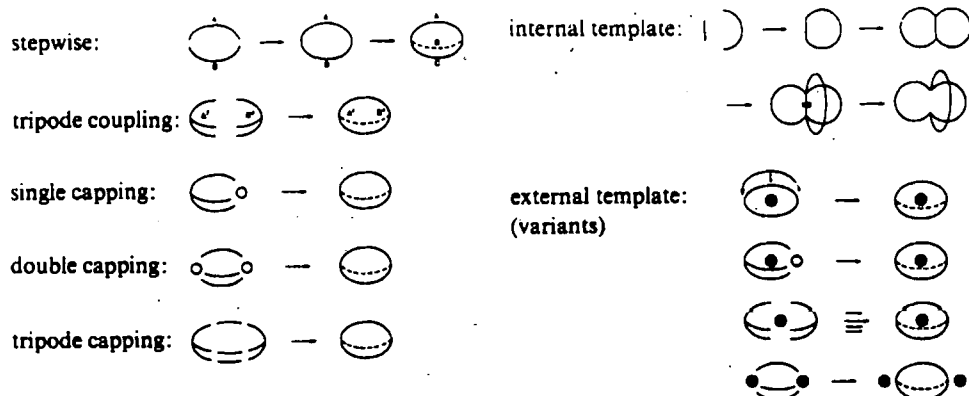 stepwise:
tripode coupling:
single capping:
double capping:
tripode capping:
internal template:
external template:
(variants)